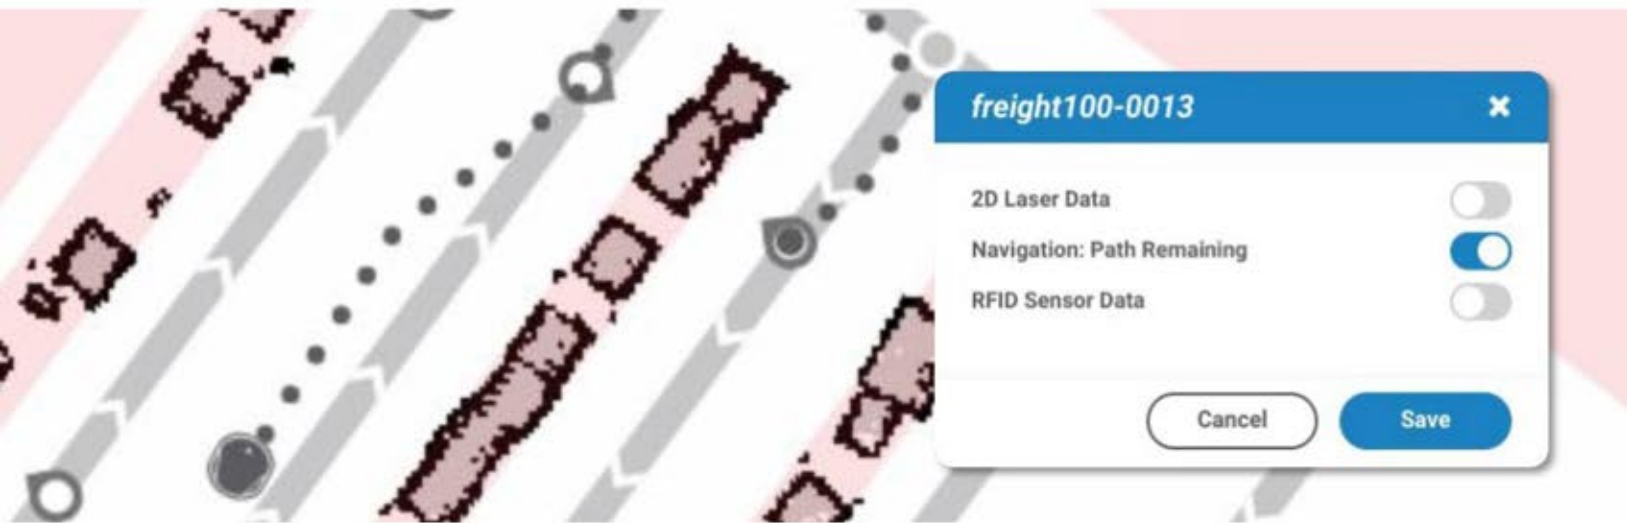 freight100-0013
2D Laser Data
Navigation: Path Remaining
RFID Sensor Data
Cancel
Save